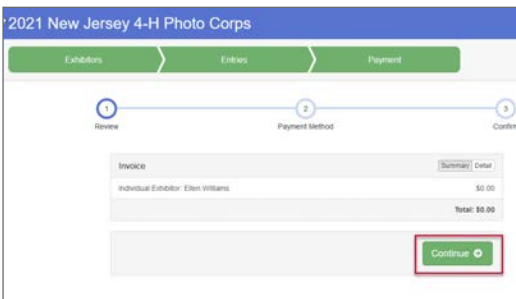 2021 New Jersey 4-H Photo Corps
Exhibitors Entries Payment
1 2 3
Review Payment Method Confirm
Invoice Summary Detail
Individual Exhibitor: Ellen Williams $0.00
Total: $0.00
Continue